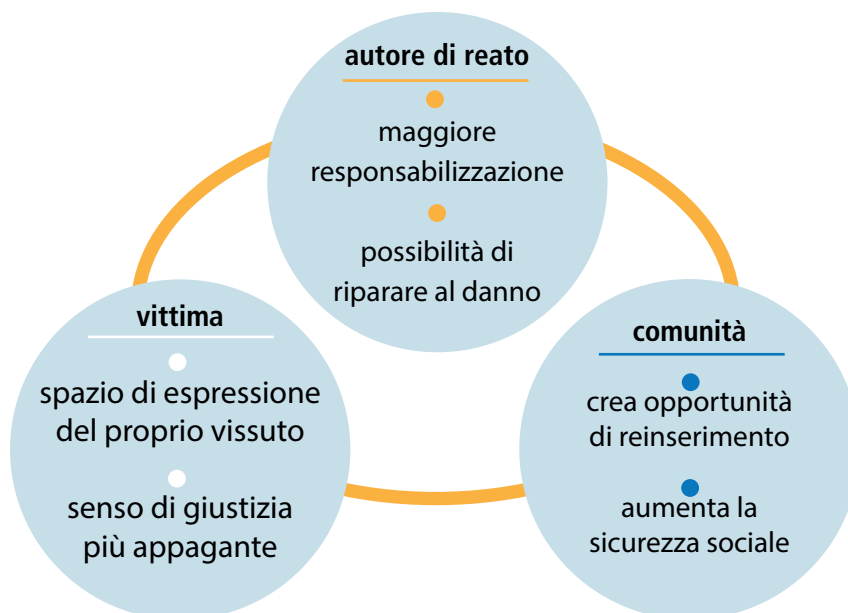 autore di reato
maggiore
responsabilizzazione
possibilità di
riparare al danno
vittima
spazio di espressione
del proprio vissuto
senso di giustizia
più appagante
comunità
crea opportunità
di reinserimento
aumenta la
sicurezza sociale